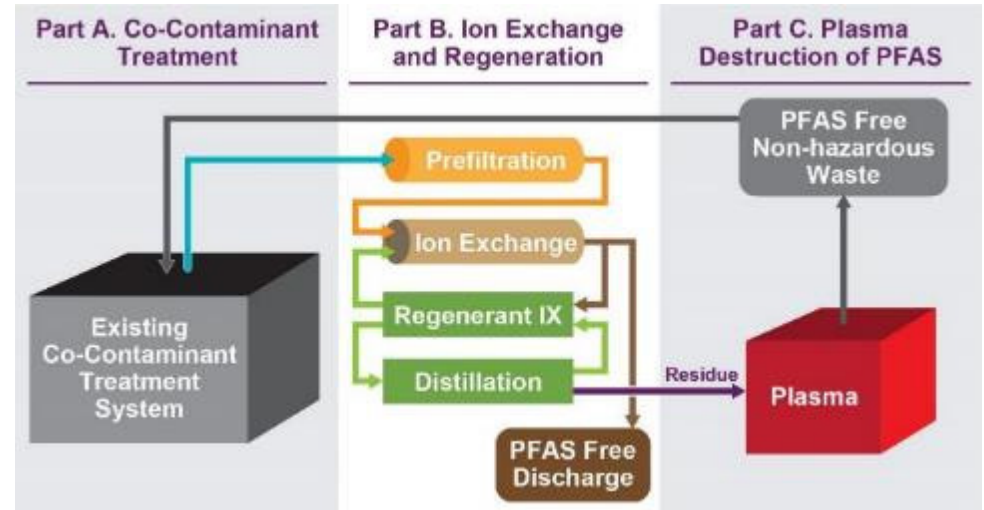 Part A. Co-Contaminant
Treatment
Part B. Ion Exchange
and Regeneration
Part C. Plasma
Destruction of PFAS
PFAS Free
Non-hazardous
Waste
Prefiltration
Ion Exchange
Regenerant IX
Distillation
Existing
Co-Contaminant
Treatment
System
Residue
Plasma
PFAS Free
Discharge